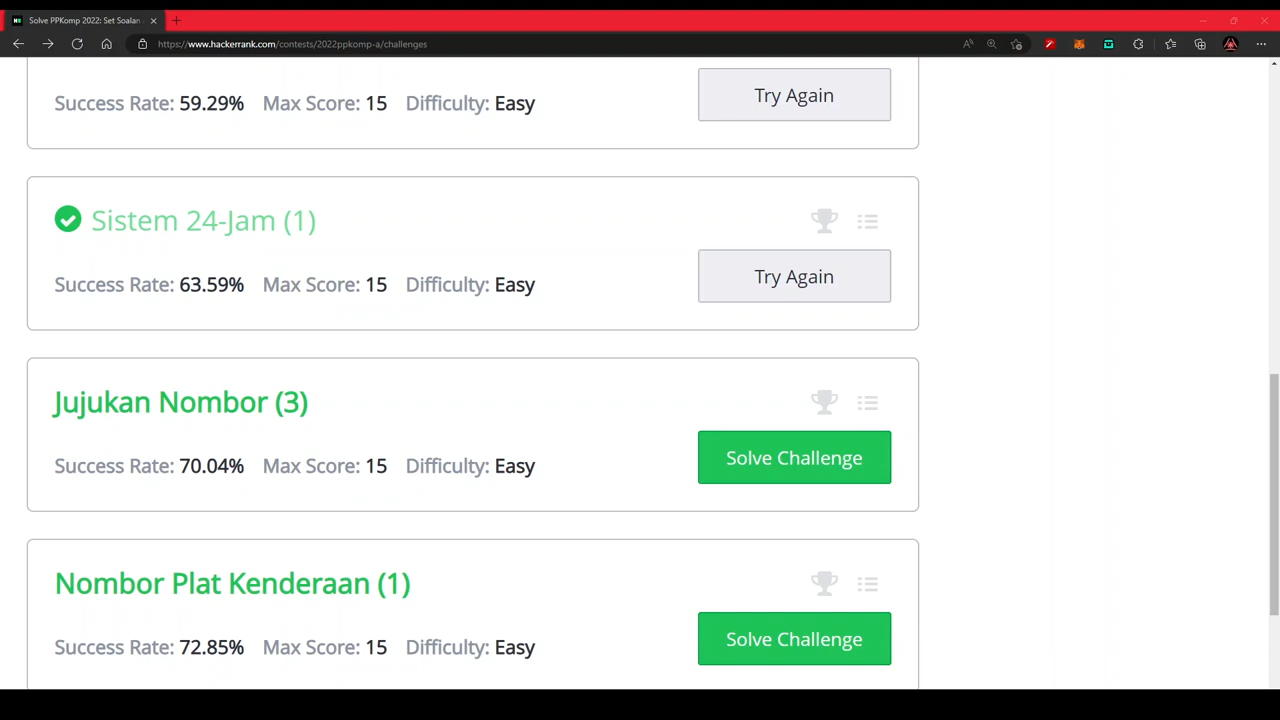 Solve PPKomp 2022: Set Soalan
https://www.hackerrank.com/contests/2022ppkomp-a/challenges
Success Rate: 59.29% Max Score: 15 Difficulty: Easy
Try Again
Sistem 24-Jam (1)
Success Rate: 63.59% Max Score: 15 Difficulty: Easy
Try Again
Jujukan Nombor (3)
Success Rate: 70.04% Max Score: 15 Difficulty: Easy
Solve Challenge
Nombor Plat Kenderaan (1)
Success Rate: 72.85% Max Score: 15 Difficulty: Easy
Solve Challenge